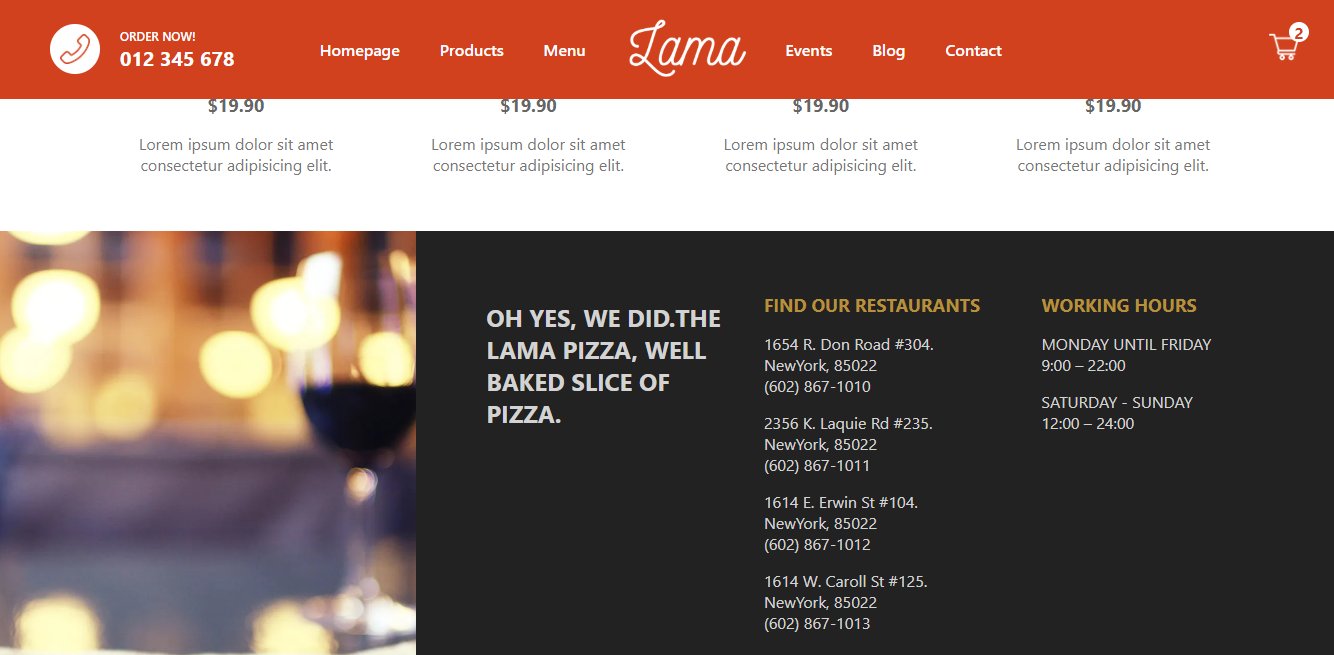 ORDER NOW!
012 345 678
Homepage
Products
Menu
Lama
Events
Blog
Contact
2
$19.90
$19.90
$19.90
$19.90
Lorem ipsum dolor sit amet
consectetur adipisicing elit.
Lorem ipsum dolor sit amet
consectetur adipisicing elit.
Lorem ipsum dolor sit amet
consectetur adipisicing elit.
Lorem ipsum dolor sit amet
consectetur adipisicing elit.
OH YES, WE DID.THE
LAMA PIZZA, WELL
BAKED SLICE OF
PIZZA.
FIND OUR RESTAURANTS
1654 R. Don Road #304.
NewYork, 85022
(602) 867-1010
2356 K. Laquie Rd #235.
NewYork, 85022
(602) 867-1011
1614 E. Erwin St #104.
NewYork, 85022
(602) 867-1012
1614 W. Caroll St #125.
NewYork, 85022
(602) 867-1013
WORKING HOURS
MONDAY UNTIL FRIDAY
9:00 – 22:00
SATURDAY - SUNDAY
12:00 – 24:00